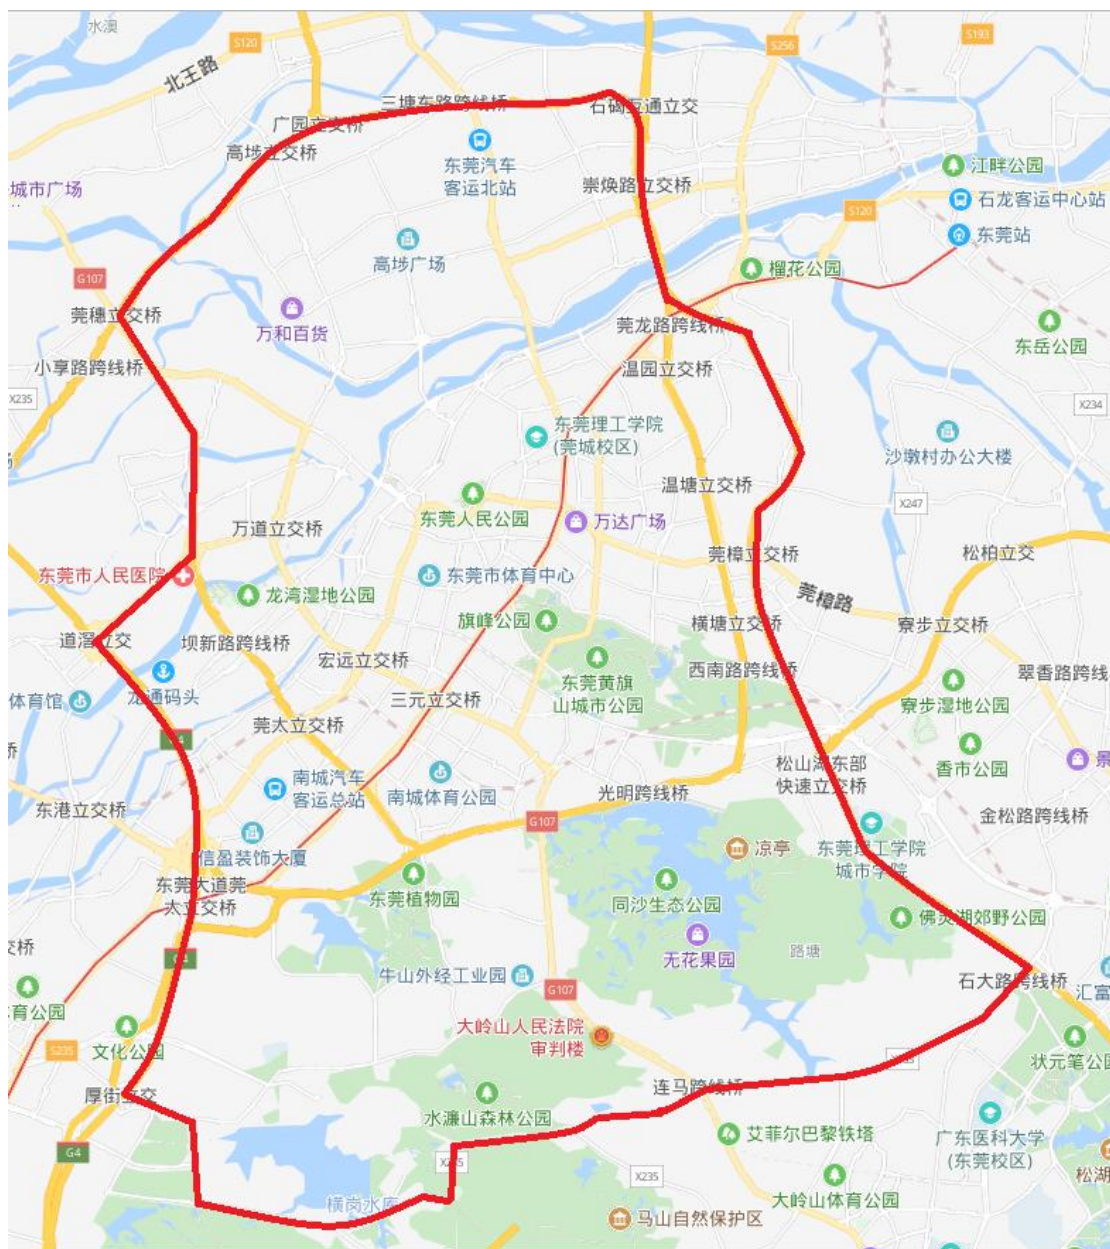 水澳
S120
S193
S256
北王路
三塘东路跨线桥
石碣互通立交
广园立交桥
高埗立交桥
东莞汽车
客运北站
江畔公园
城市广场
崇焕路立交桥
石龙客运中心站
S120
东莞站
高埗广场
G107
榴花公园
莞穗立交桥
万和百货
莞龙路跨线桥
东岳公园
小享路跨线桥
温园立交桥
X235
X234
东莞理工学院
(莞城校区)
沙墩村办公大楼
温塘立交桥
东莞人民公园
X247
万达广场
万道立交桥
莞樟立交桥
松柏立交
东莞市人民医院
东莞市体育中心
龙湾湿地公园
莞樟路
旗峰公园
横塘立交桥
寮步立交桥
道滘立交
坝新路跨线桥
宏远立交桥
东莞黄旗
山城市公园
西南路跨线桥
翠香路跨线
体育馆
龙通码头
三元立交桥
寮步湿地公园
莞太立交桥
松山湖东部
快速立交桥
香市公园
景
桥
南城汽车
客运总站
南城体育公园
光明跨线桥
东港立交桥
G107
金松路跨线桥
信盈装饰大厦
凉亭
东莞理工学院
城市学院
东莞大道莞
太立交桥
东莞植物园
同沙生态公园
佛灵湖郊野公园
交桥
无花果园
路塘
牛山外经工业园
石大路跨线桥
G107
汇富
育公园
大岭山人民法院
审判楼
文化公园
S235
状元笔公园
厚街立交
连马跨线桥
水濂山森林公园
艾菲尔巴黎铁塔
广东医科大学
(东莞校区)
G4
X235
松湖
横岗水库
大岭山体育公园
马山自然保护区